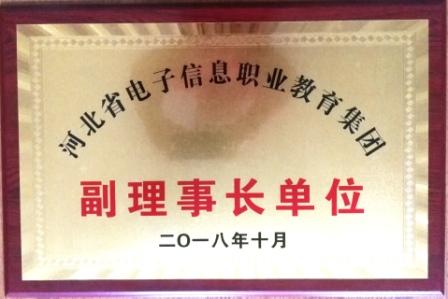 河北省电子信息职业教育集团
副理事长单位
二〇一八年十月